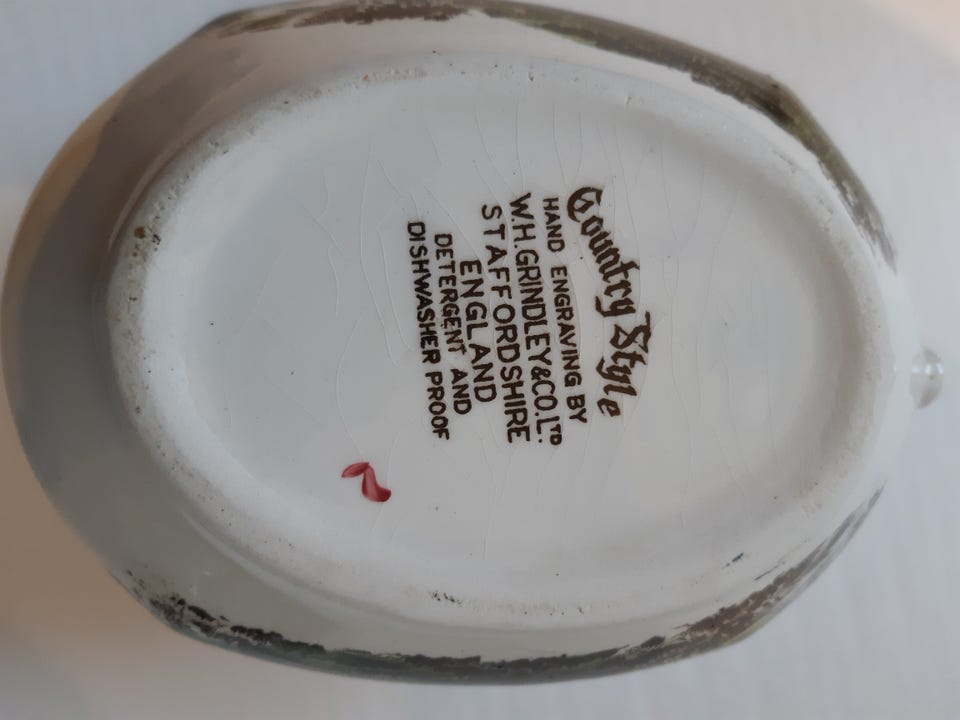 Country Style
HAND ENGRAVING BY
W.H.GRINDLEY&CO.LTD.
STAFFORDSHIRE
ENGLAND
DETERGENT AND
DISHWASHER PROOF